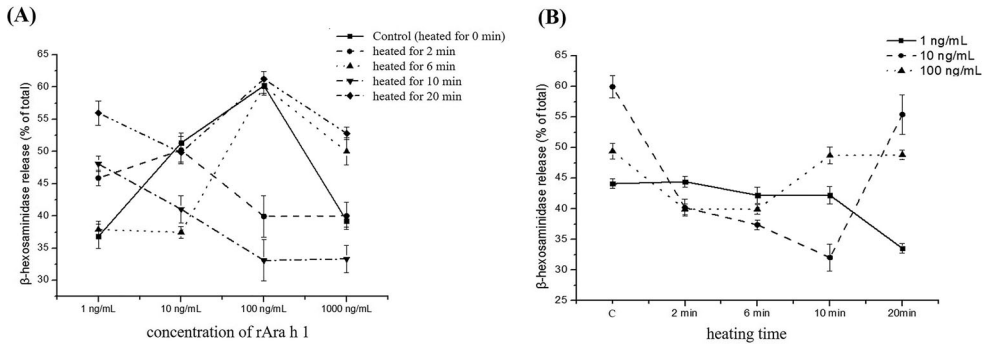 (A)
Control (heated for 0 min)
heated for 2 min
heated for 6 min
heated for 10 min
heated for 20 min
β-hexosaminidase release (% of total)
65
60
55
50
45
40
35
30
1 ng/mL
10 ng/mL
100 ng/mL
1000 ng/mL
concentration of rAra h 1
(B)
1 ng/mL
10 ng/mL
100 ng/mL
β-hexosaminidase release (% of total)
65
60
55
50
45
40
35
30
25
C
2 min
6 min
10 min
20min
heating time